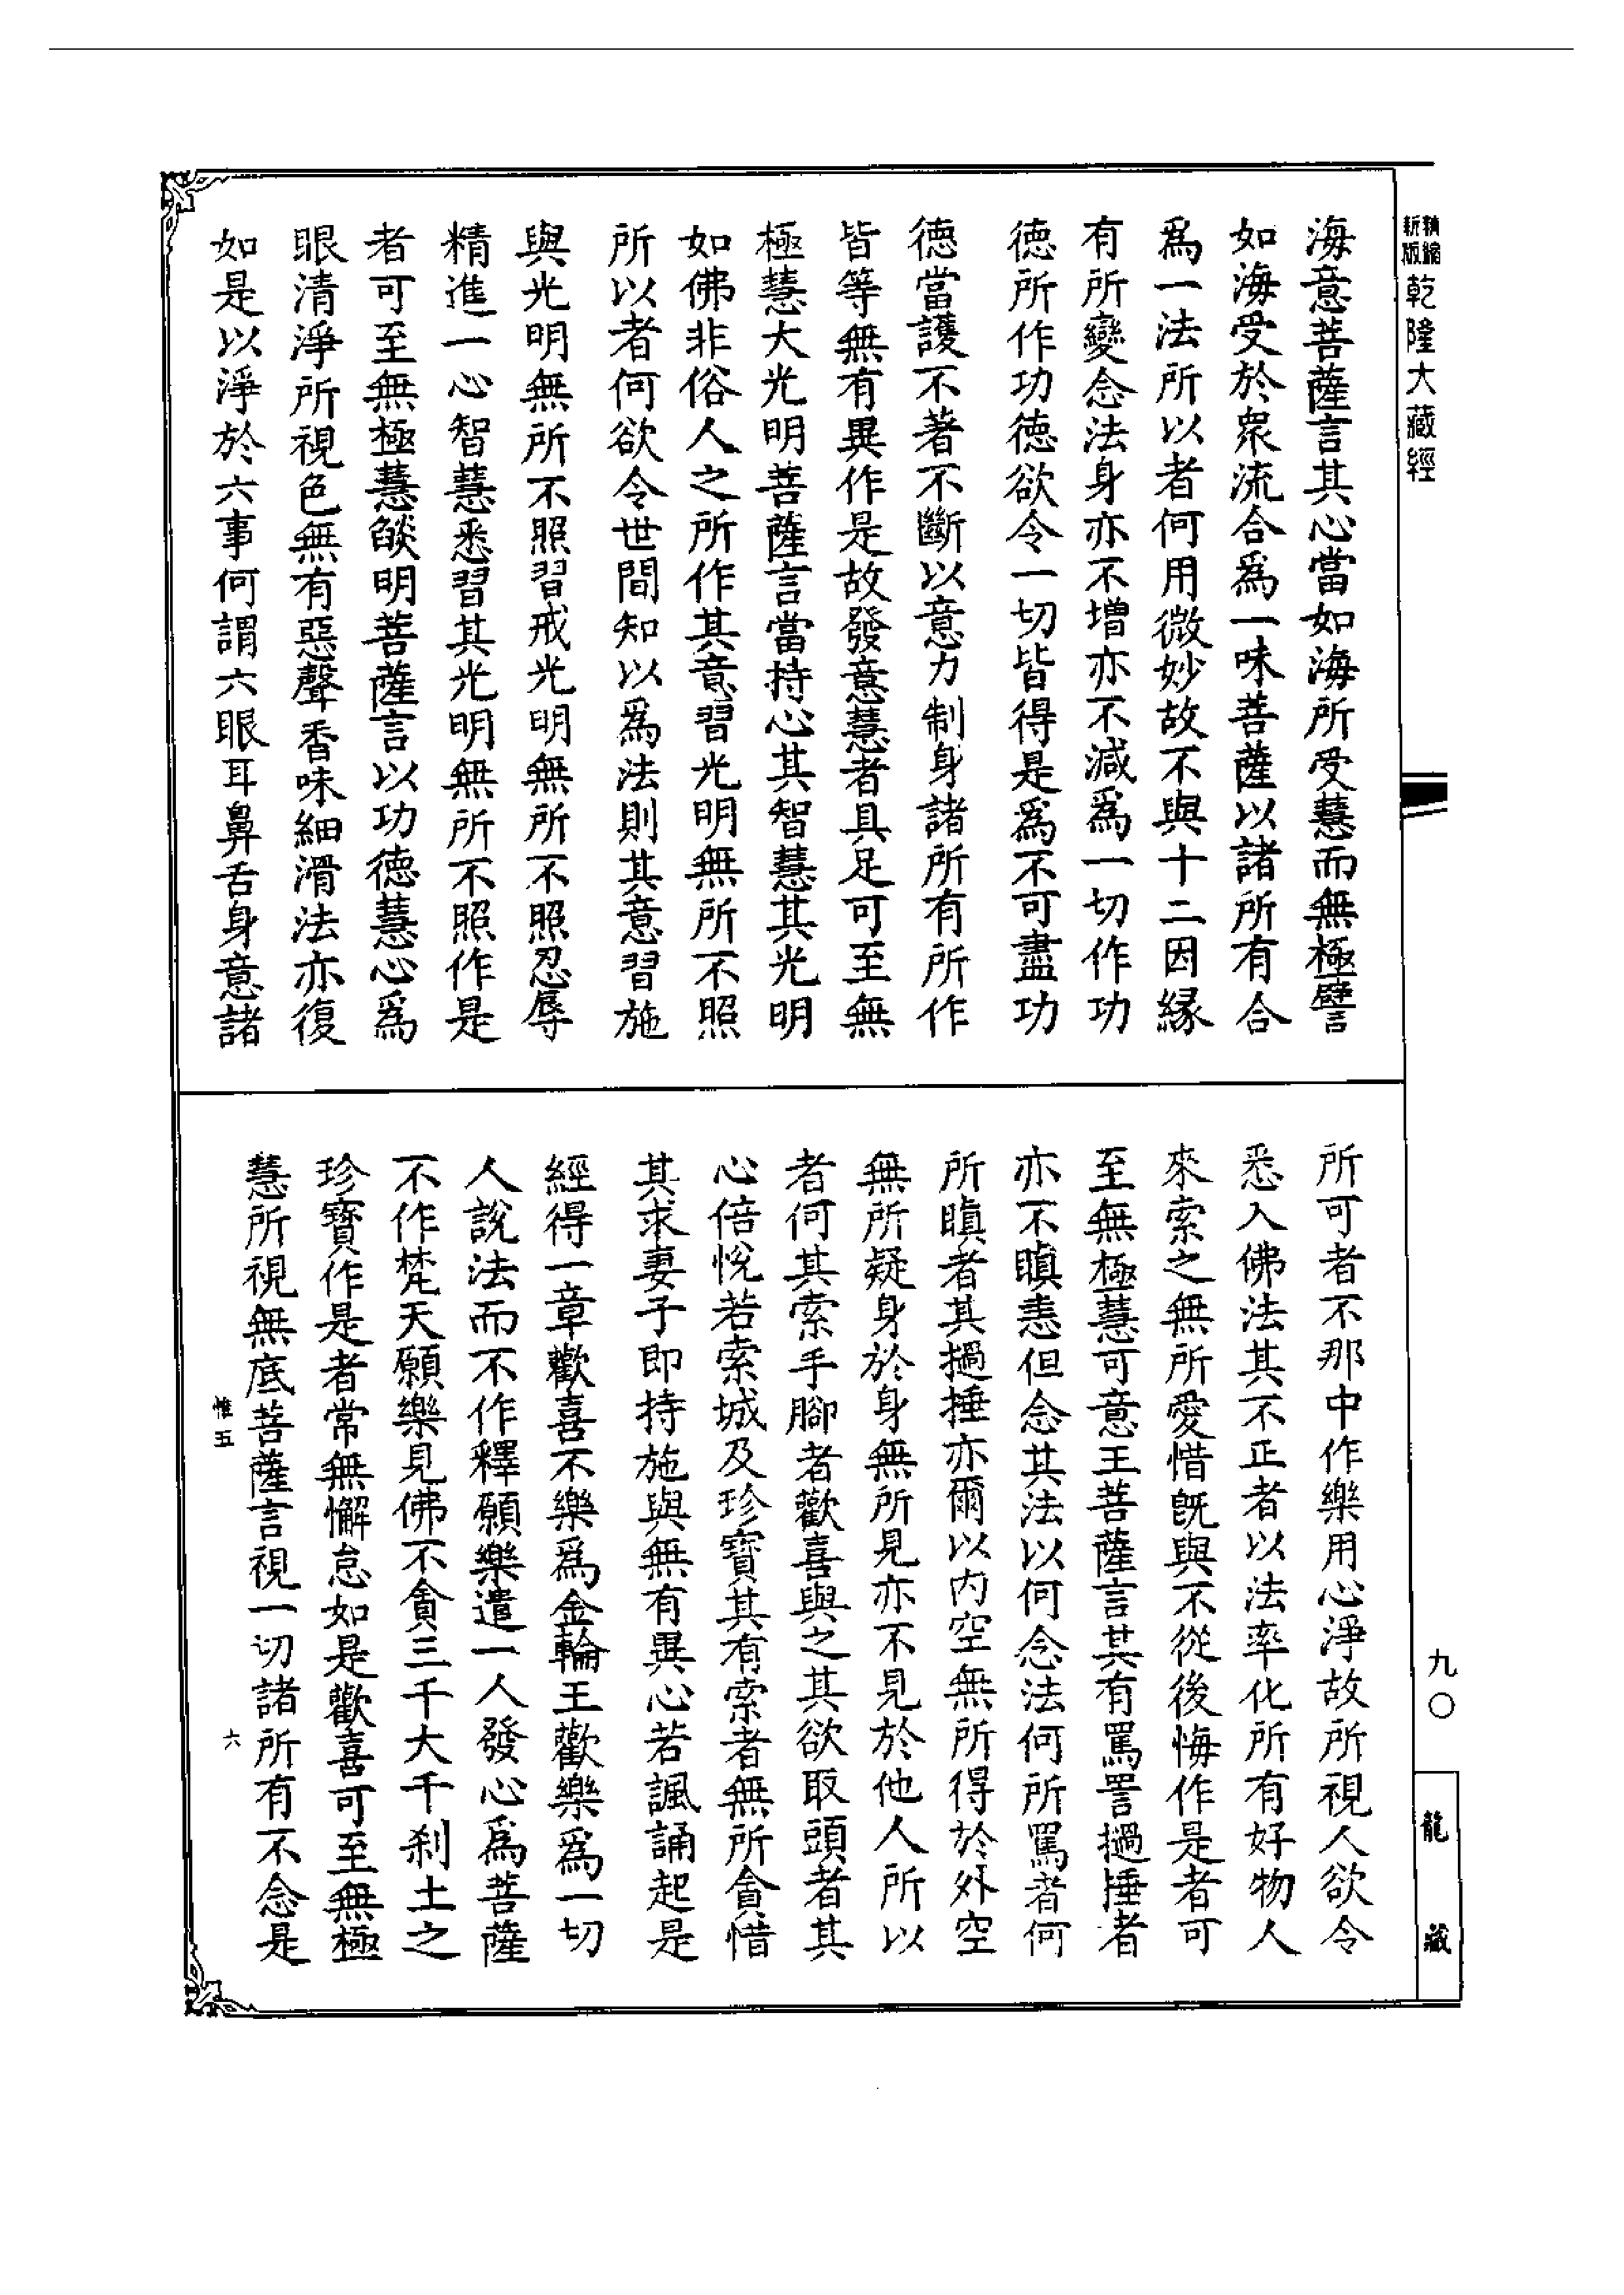 精縮新版乾隆大藏經
海意菩薩言其心當如海所受慧而無極譬
如海受於衆流合爲一味菩薩以諸所有合
爲一法所以者何用微妙故不與十二因緣
有所變念法身亦不增亦不減爲一切作功
德所作功德欲令一切皆得是爲不可盡功
德當護不著不斷以意力制身諸所有所作
皆等無有異作是故發意慧者具足可至無
極慧大光明菩薩言當持心其智慧其光明
如佛非俗人之所作其意習光明無所不照
所以者何欲令世間知以爲法則其意習施
與光明無所不照習戒光明無所不照忍辱
精進一心智慧悉習其光明無所不照作是
者可至無極慧燄明菩薩言以功德慧心爲
眼清淨所視色無有惡聲香味細滑法亦復
如是以淨於六事何謂六眼耳鼻舌身意諸
所可者不那中作樂用心淨故所視人欲令
悉入佛法其不正者以法率化所有好物人
來索之無所愛惜旣與不從後悔作是者可
至無極慧可意王菩薩言其有罵詈撾捶者
亦不瞋恚但念其法以何念法何所罵者何
所瞋者其撾捶亦爾以內空無所得於外空
無所疑身於身無所見亦不見於他人所以
者何其索手腳者歡喜與之其欲取頭者其
心倍悅若索城及珍寶其有索者無所貪惜
其求妻子即持施與無有異心若諷誦起是
經得一章歡喜不樂爲金輪王歡樂爲一切
人說法而不作釋願樂遣一人發心爲菩薩
不作梵天願樂見佛不貪三千大千刹土之
珍寶作是者常無懈怠如是歡喜可至無極
慧所視無底菩薩言視一切諸所有不念是
惟五
六
九〇
龍藏